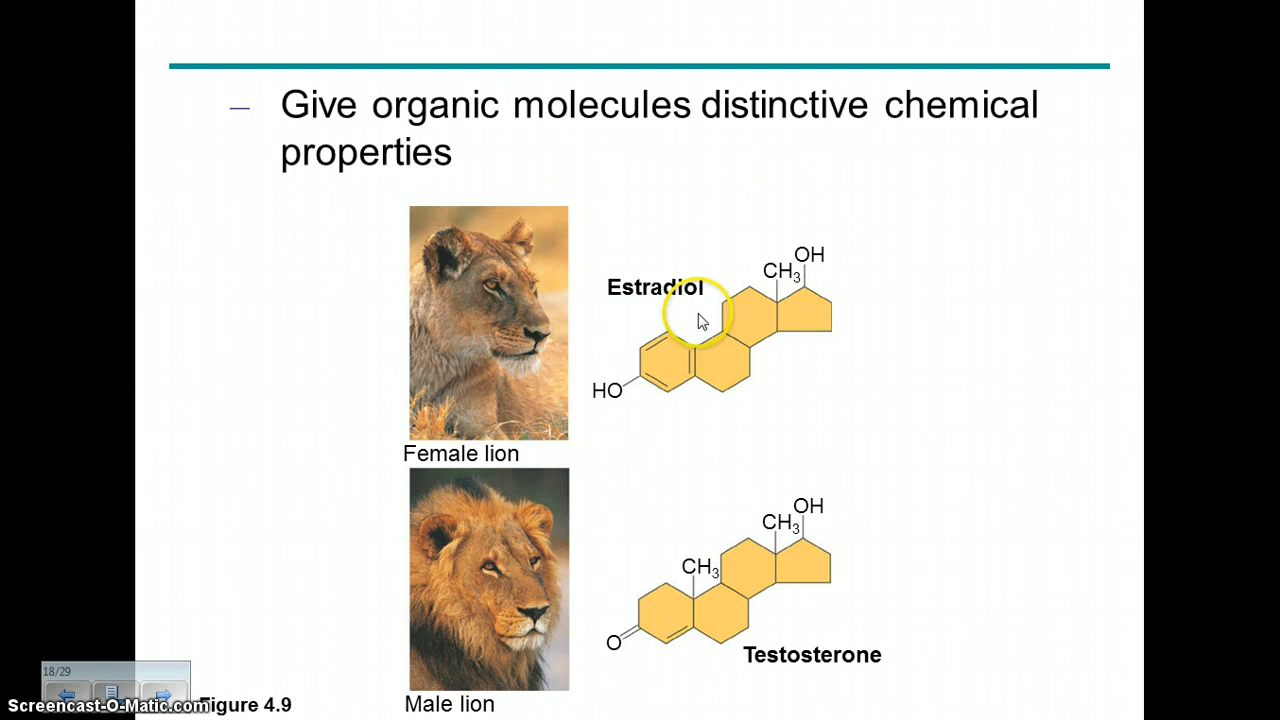 – Give organic molecules distinctive chemical
properties
OH
CH3
Estradiol
HO
Female lion
OH
CH3
CH3
O
Testosterone
Male lion
18/29
Screencast-O-Matic.com
Figure 4.9